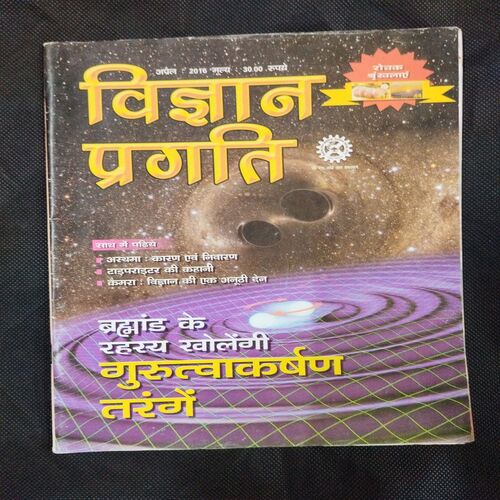 अप्रैल : 2016 मूल्य : 30.00 रुपये
रोचक
श्रृंखलाएं
विज्ञान
प्रगति
साथ में पढ़िये
अस्थमा : कारण एवं निवारण
टाइपराइटर की कहानी
कैमरा : विज्ञान की एक अनूठी देन
ब्रह्मांड के
रहस्य खोलेंगी
गुरुत्वाकर्षण
तरंगें